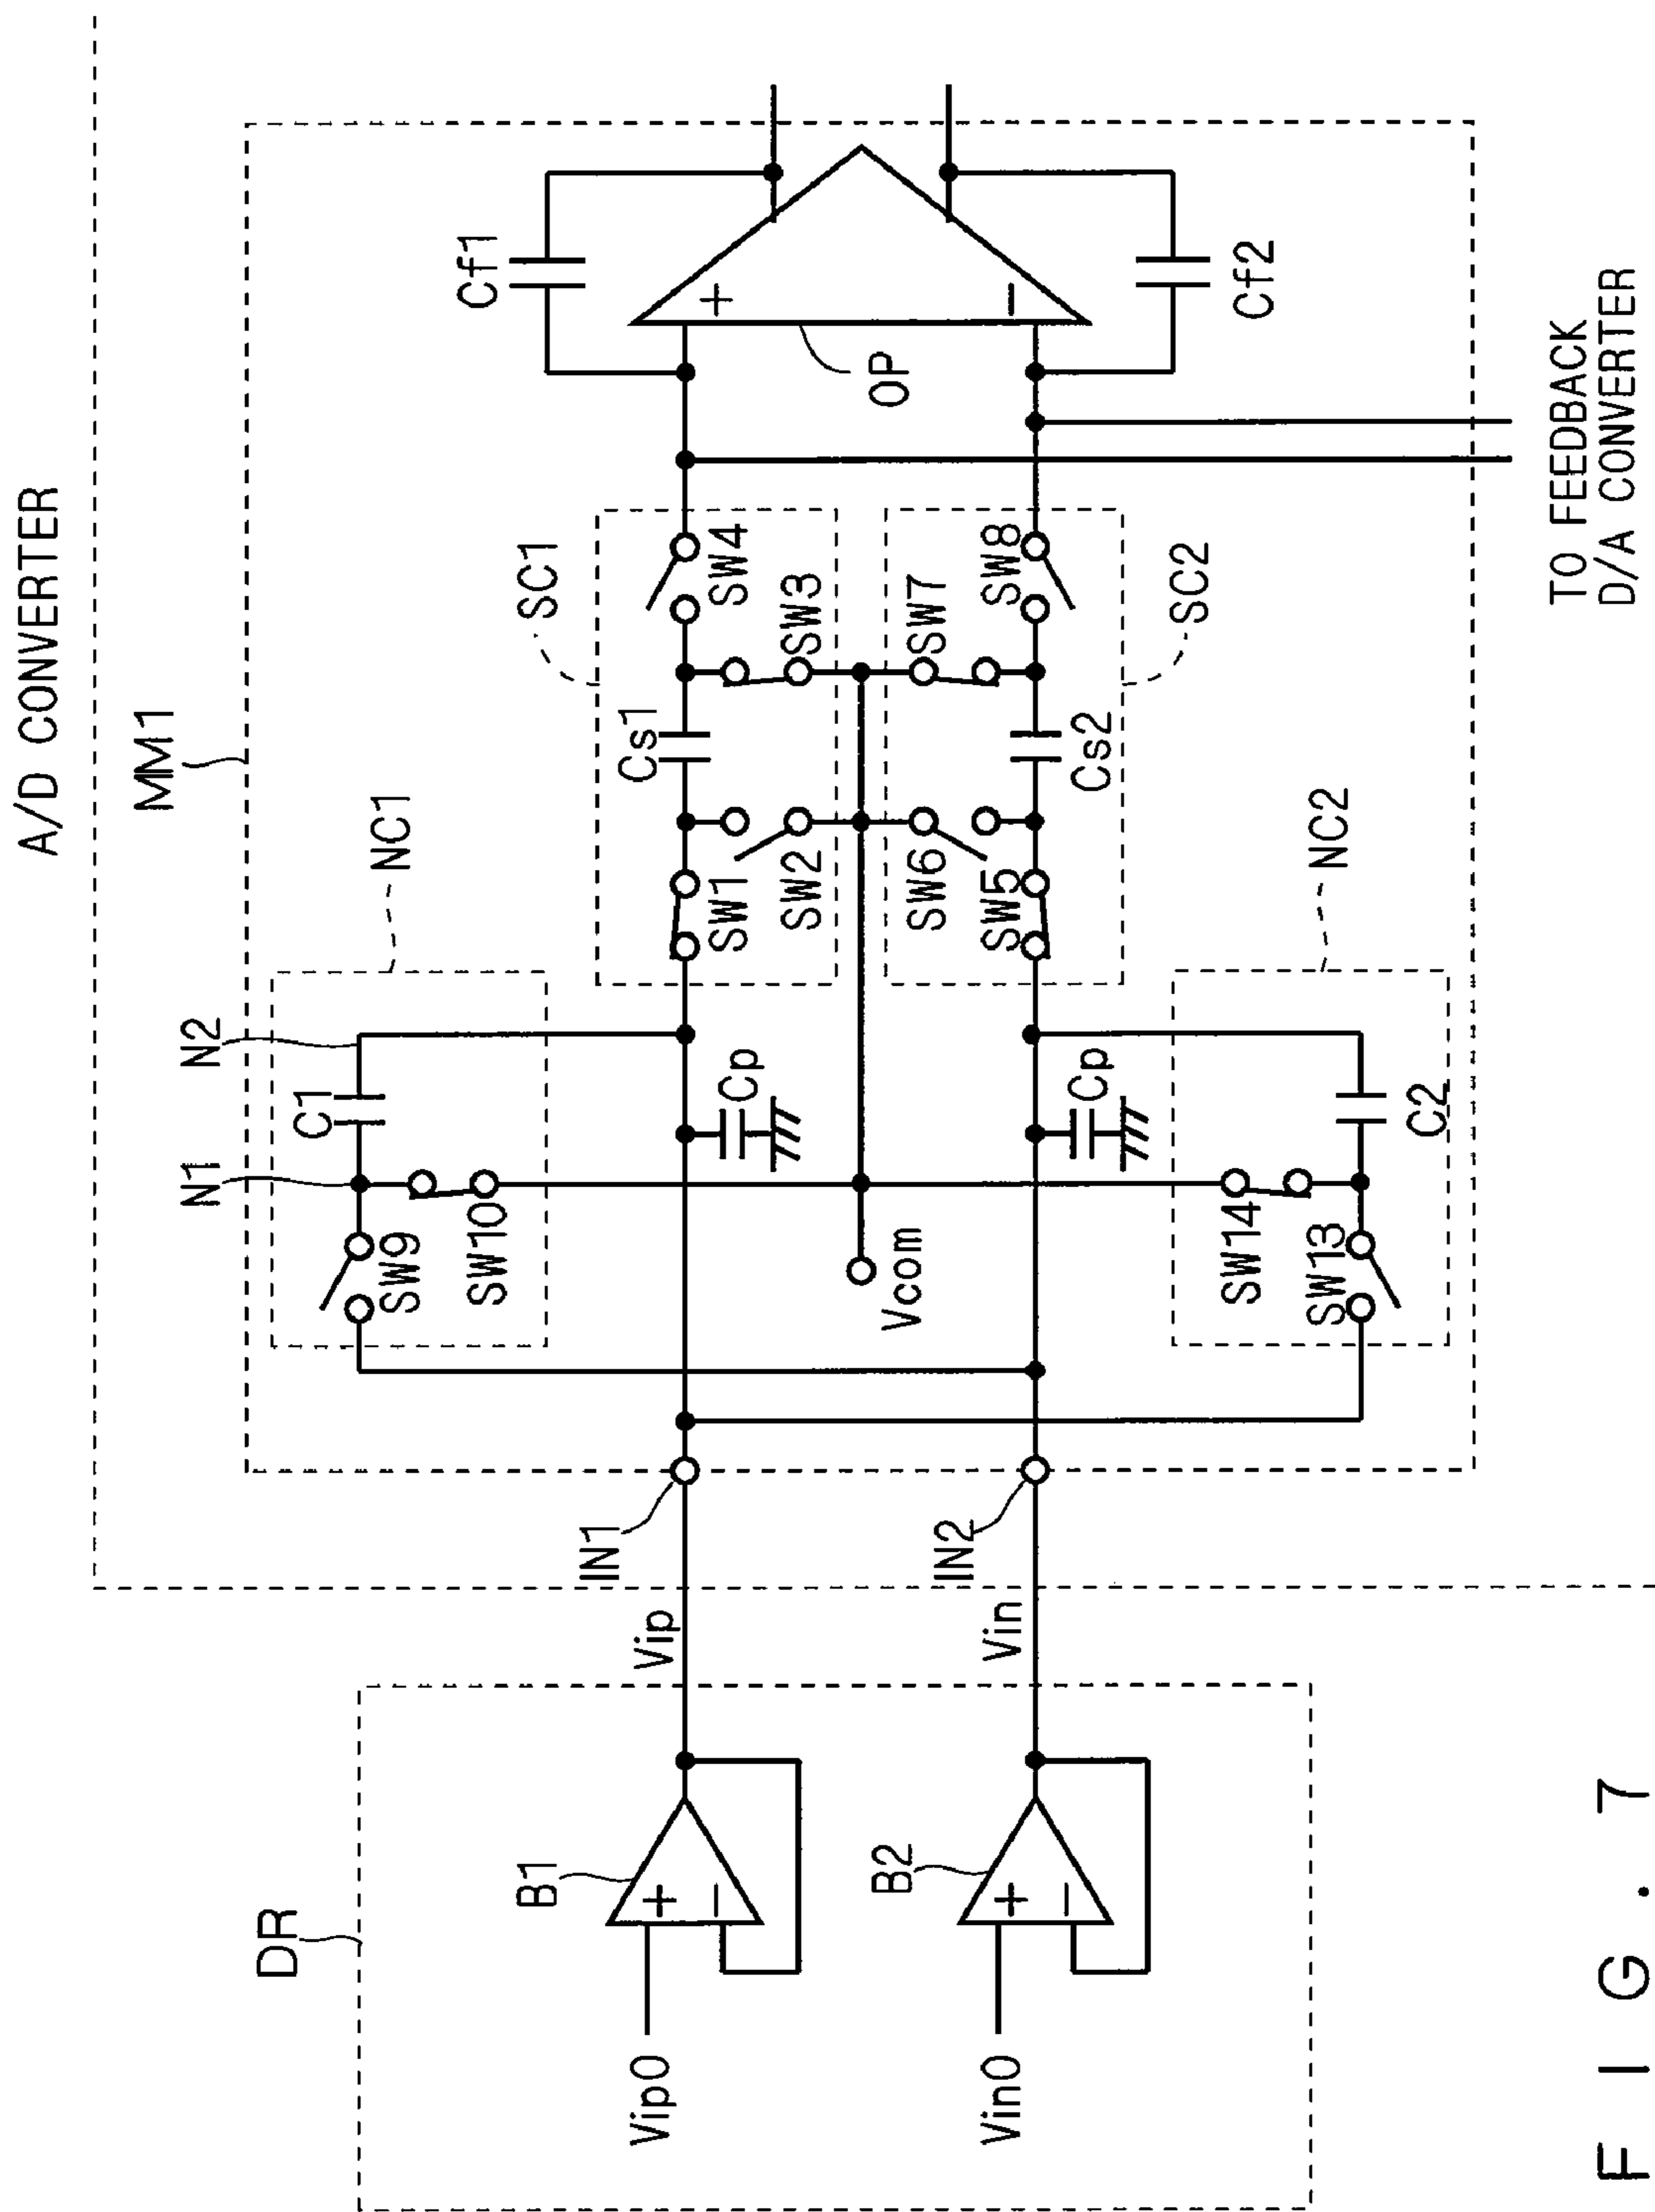 A/D CONVERTER
MM1
NC1
N2
C1
N1
SW9
SW10
Cp
Vcom
SC1
Cs1
SW1
SW2
SW3
SW4
Cf1
+
−
OP
Cf2
SW6
SW5
SW7
SW8
Cs2
SC2
Cp
NC2
C2
SW14
SW13
TO FEEDBACK
D/A CONVERTER
IN1
IN2
Vip
Vin
DR
B1
+
−
Vip0
B2
+
−
Vin0
FIG.7